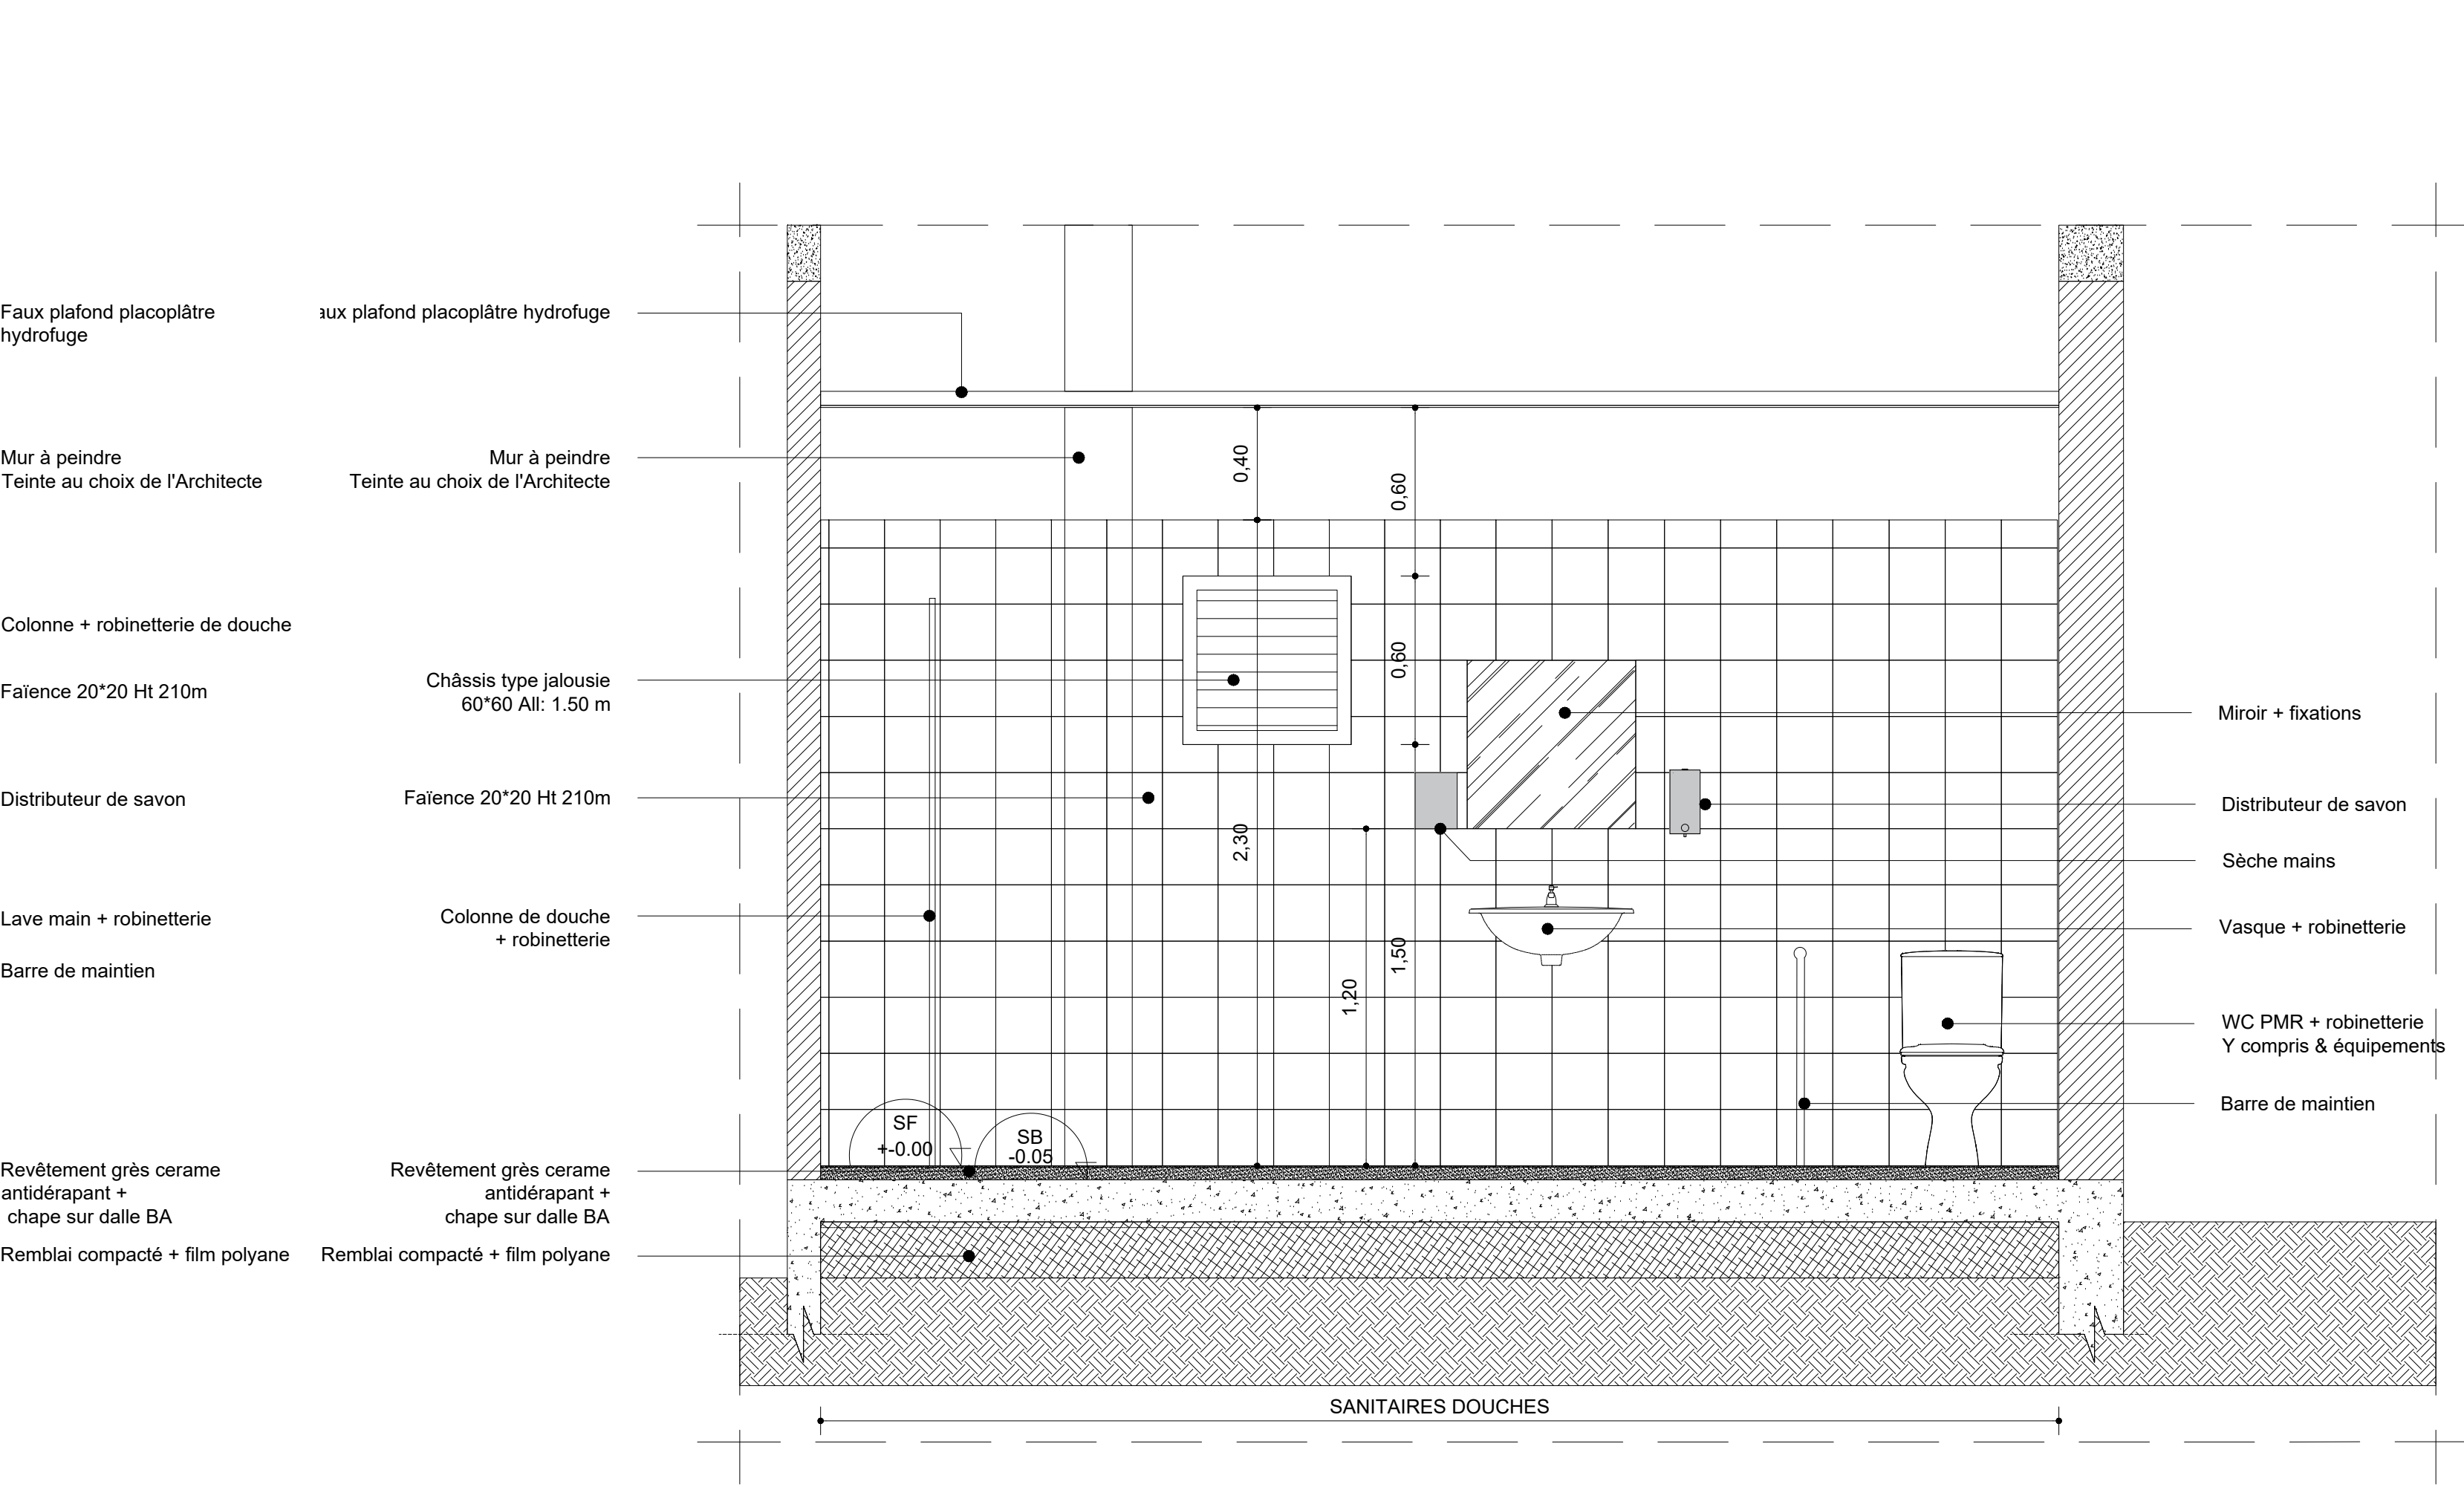 Faux plafond placoplâtre
hydrofuge
aux plafond placoplâtre hydrofuge
Mur à peindre
Teinte au choix de l'Architecte
Mur à peindre
Teinte au choix de l'Architecte
0,40
0,60
Colonne + robinetterie de douche
Faïence 20*20 Ht 210m
Châssis type jalousie
60*60 All: 1.50 m
0,60
Miroir + fixations
Distributeur de savon
Faïence 20*20 Ht 210m
Distributeur de savon
2,30
Sèche mains
Lave main + robinetterie
Colonne de douche
+ robinetterie
Vasque + robinetterie
1,50
Barre de maintien
1,20
WC PMR + robinetterie
Y compris & équipements
Barre de maintien
SF
+-0.00
SB
-0.05
Revêtement grès cerame
antidérapant +
chape sur dalle BA
Revêtement grès cerame
antidérapant +
chape sur dalle BA
Remblai compacté + film polyane
Remblai compacté + film polyane
SANITAIRES DOUCHES